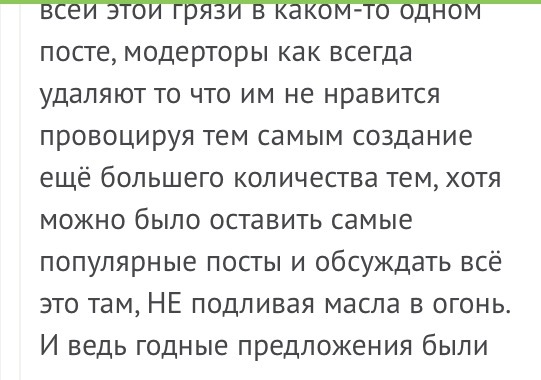 всей этой грязи в каком-то одном
посте, модерторы как всегда
удаляют то что им не нравится
провоцируя тем самым создание
ещё большего количества тем, хотя
можно было оставить самые
популярные посты и обсуждать всё
это там, НЕ подливая масла в огонь.
И ведь годные предложения были